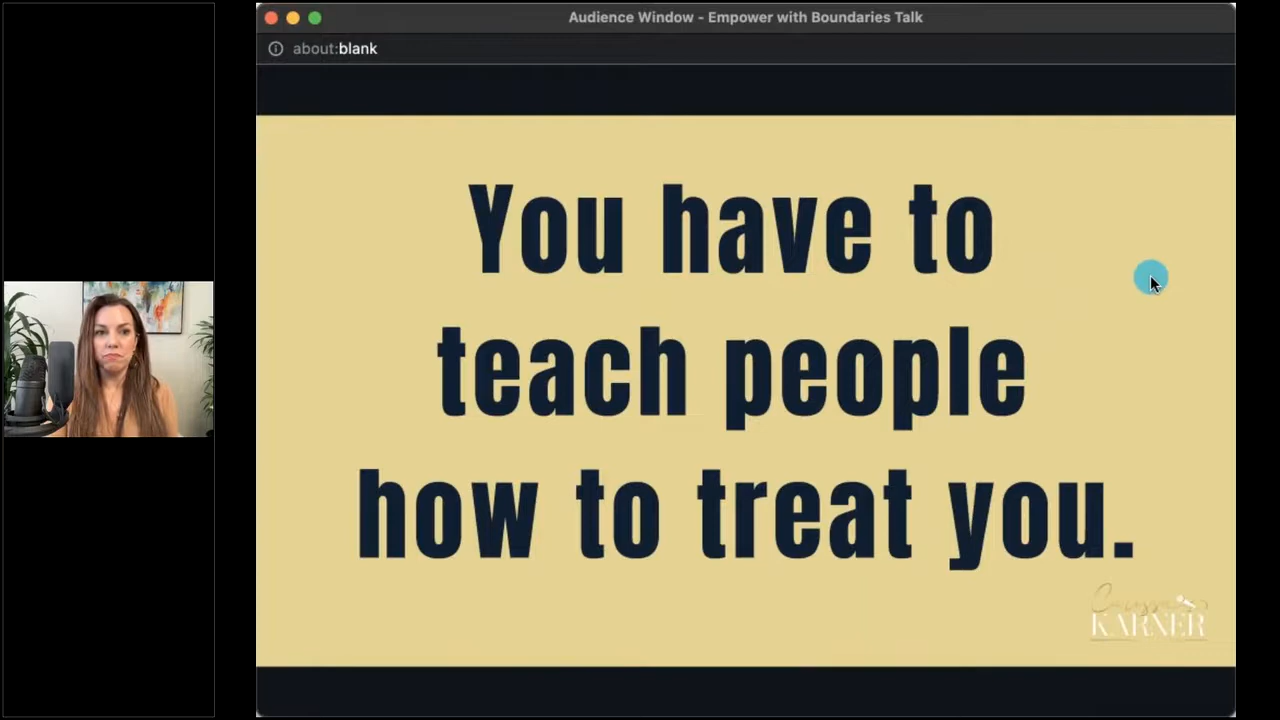 Audience Window - Empower with Boundaries Talk
about:blank
You have to
teach people
how to treat you.
KARNER